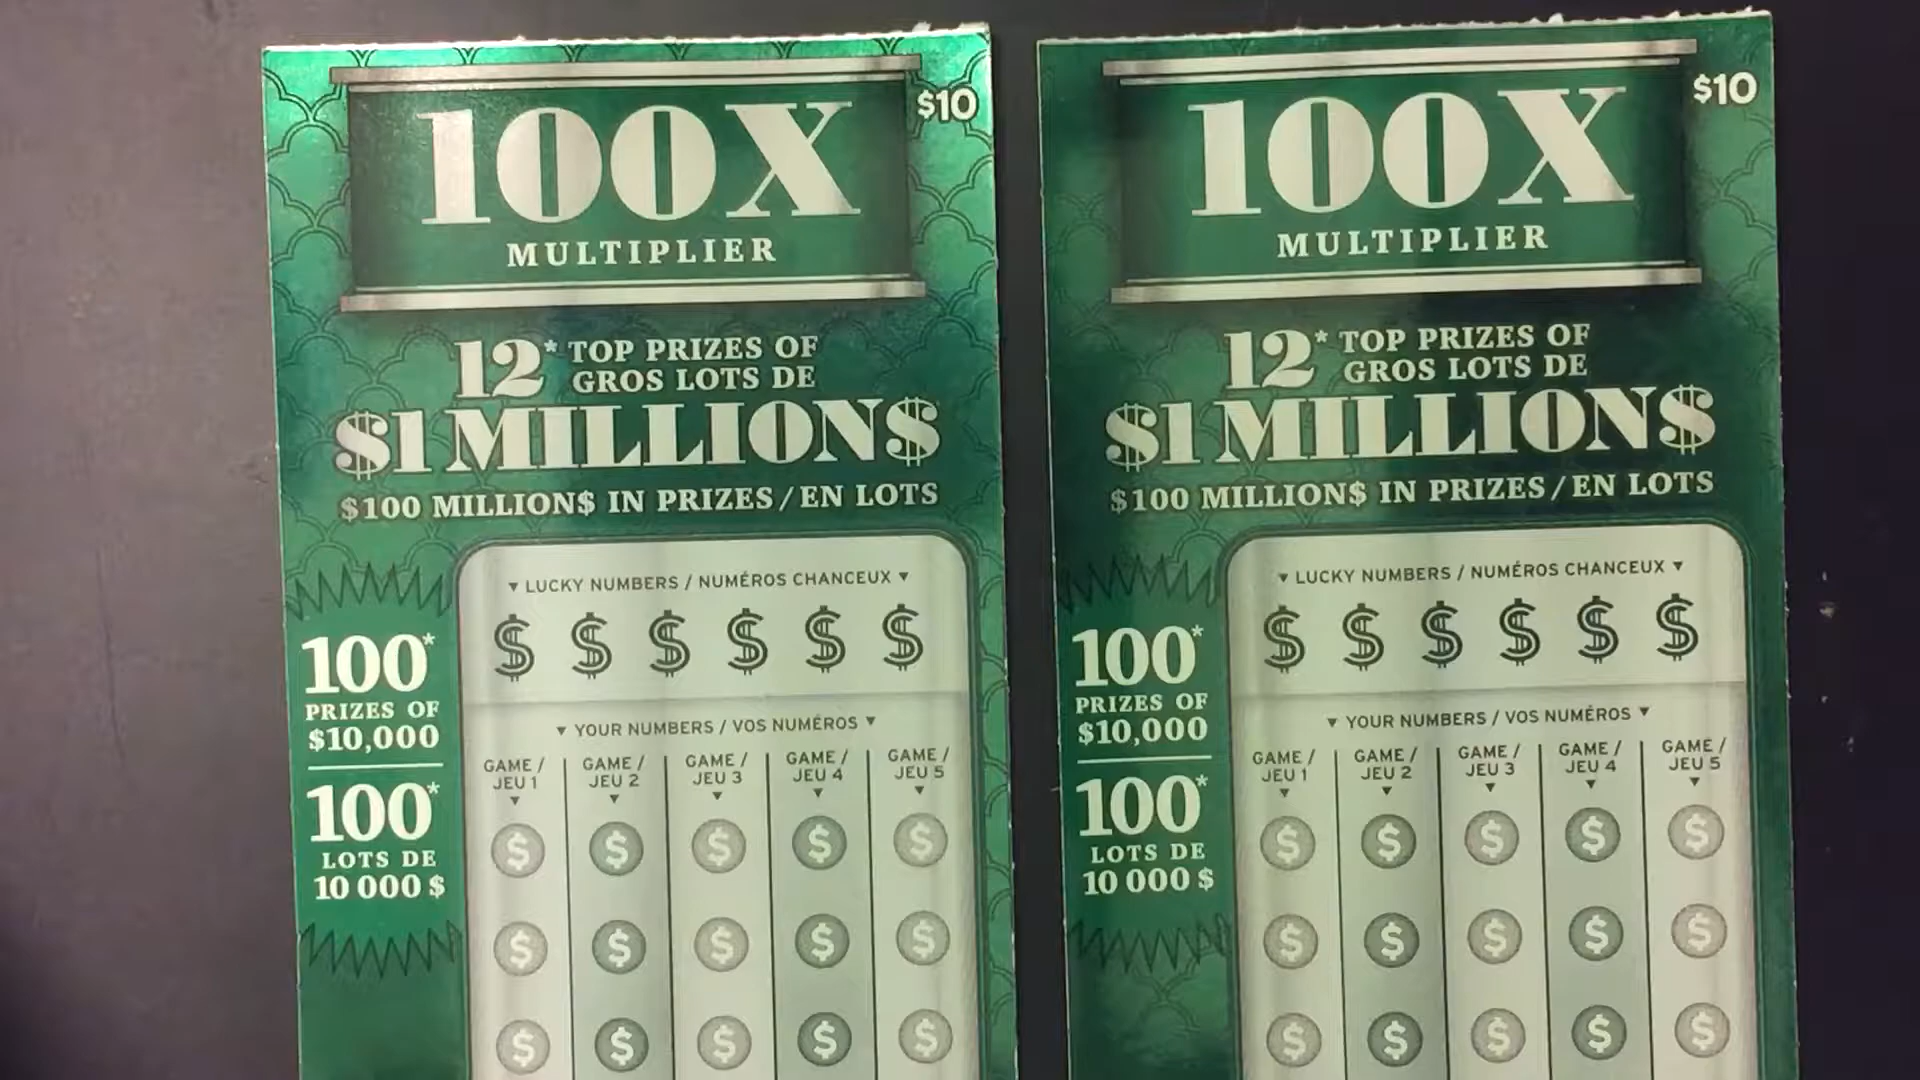 $10
100X
MULTIPLIER
12* TOP PRIZES OF
GROS LOTS DE
$1 MILLION$
$100 MILLION$ IN PRIZES / EN LOTS
▼ LUCKY NUMBERS / NUMÉROS CHANCEUX ▼
$ $ $ $ $ $
100*
PRIZES OF
$10,000
100*
LOTS DE
10 000 $
▼ YOUR NUMBERS / VOS NUMÉROS ▼
GAME / JEU 1
GAME / JEU 2
GAME / JEU 3
GAME / JEU 4
GAME / JEU 5
$ $ $ $ $
$ $ $ $ $
$ $ $ $ $
$10
100X
MULTIPLIER
12* TOP PRIZES OF
GROS LOTS DE
$1 MILLION$
$100 MILLION$ IN PRIZES / EN LOTS
▼ LUCKY NUMBERS / NUMÉROS CHANCEUX ▼
$ $ $ $ $ $
100*
PRIZES OF
$10,000
100*
LOTS DE
10 000 $
▼ YOUR NUMBERS / VOS NUMÉROS ▼
GAME / JEU 1
GAME / JEU 2
GAME / JEU 3
GAME / JEU 4
GAME / JEU 5
$ $ $ $ $
$ $ $ $ $
$ $ $ $ $